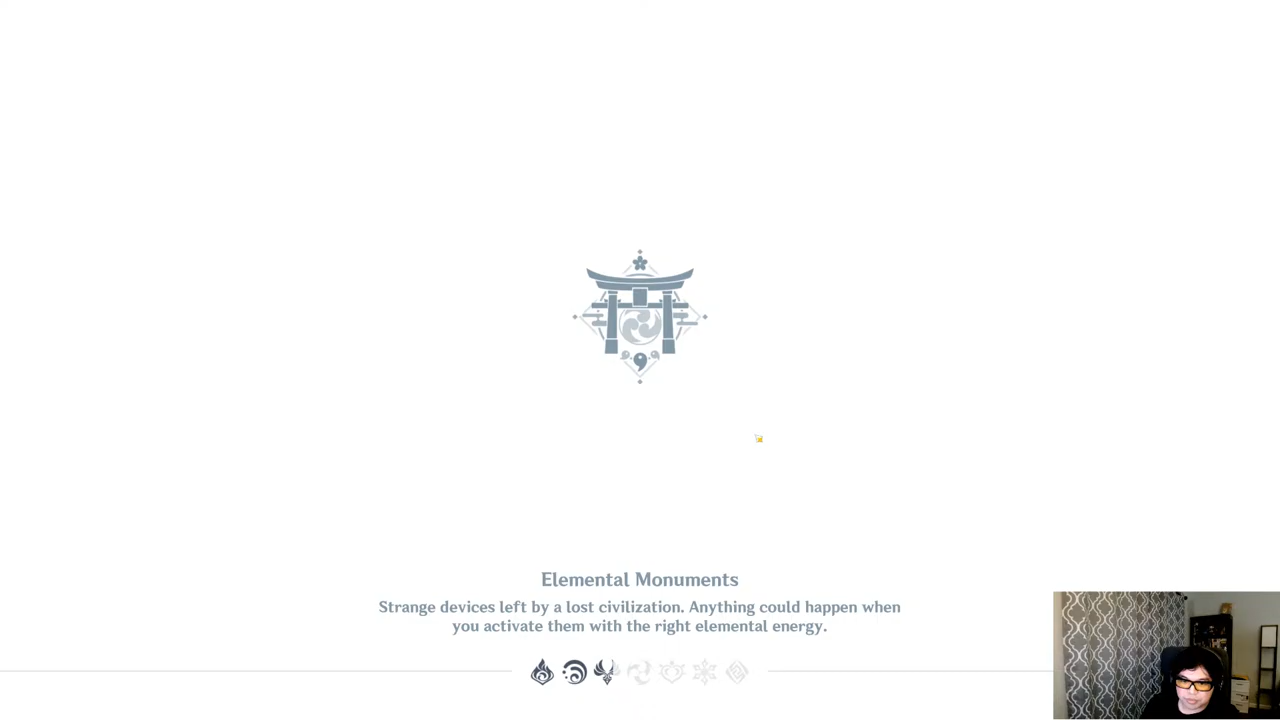 Elemental Monuments
Strange devices left by a lost civilization. Anything could happen when
you activate them with the right elemental energy.